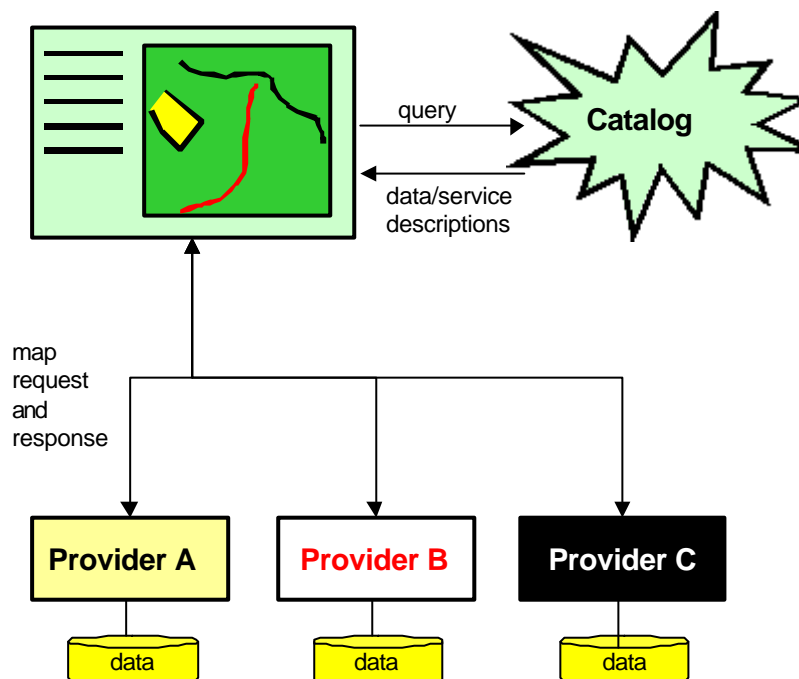 query
Catalog
data/service
descriptions
map
request
and
response
Provider A
Provider B
Provider C
data
data
data